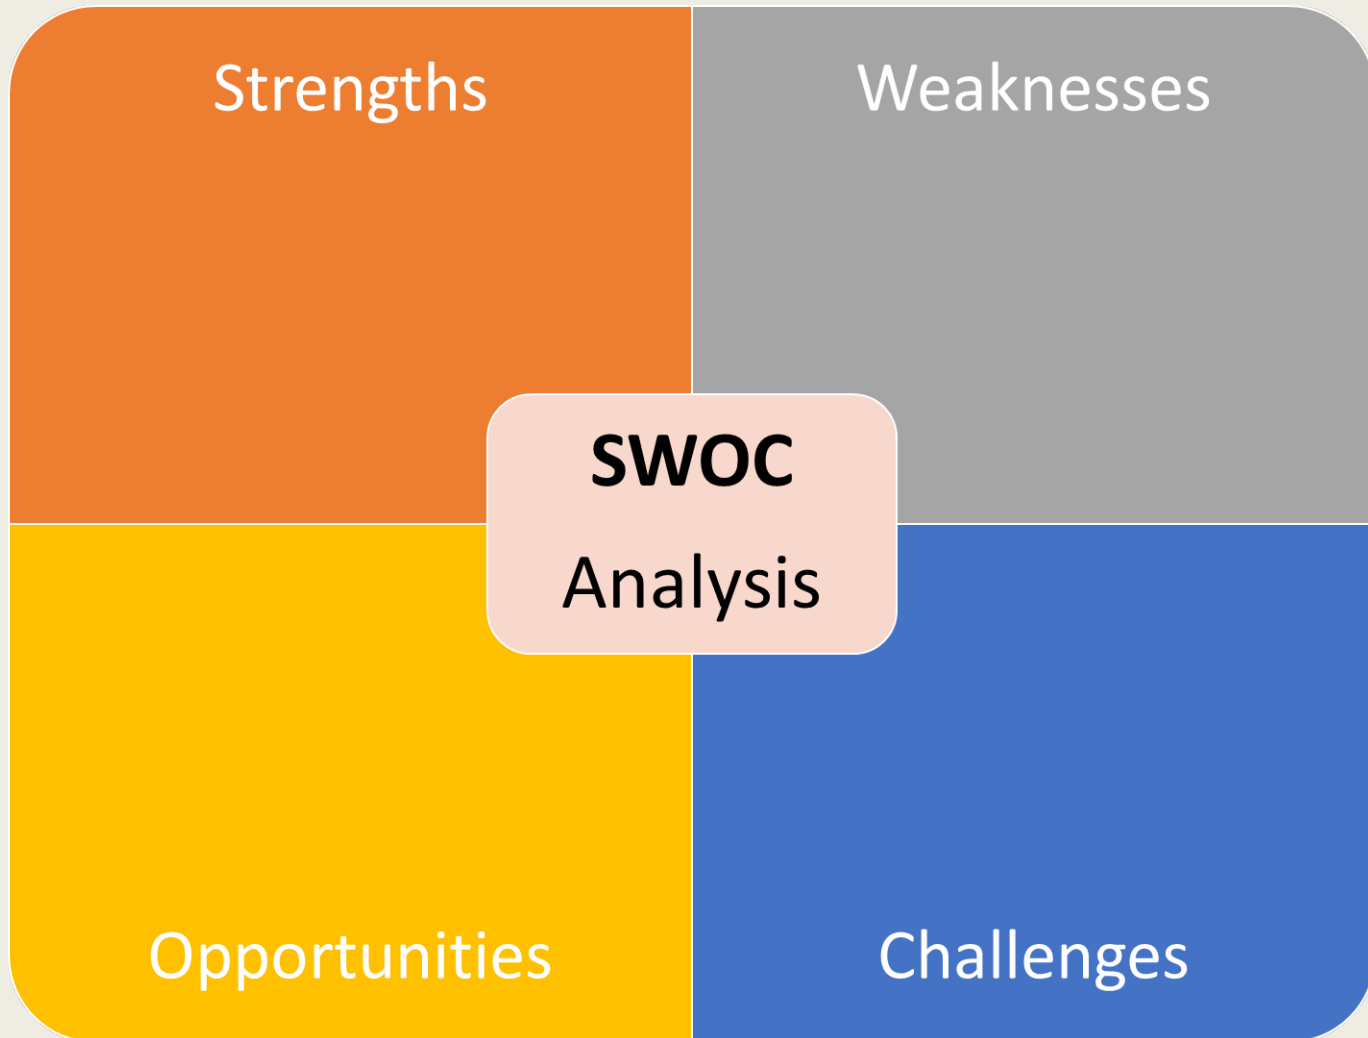 Strengths
Weaknesses
SWOC
Analysis
Opportunities
Challenges